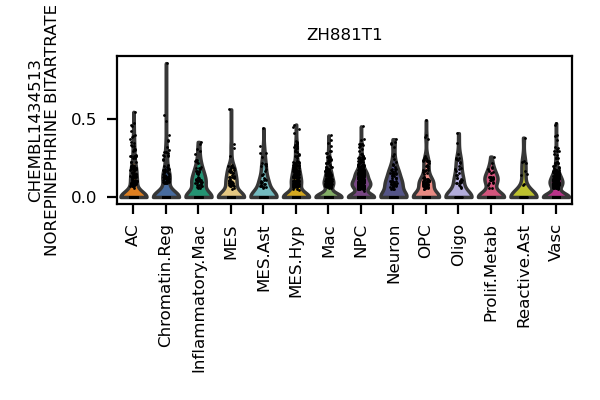 ZH881T1
CHEMBL1434513
NOREPINEPHRINE BITARTRATE
0.5
0.0
AC
Chromatin.Reg
Inflammatory.Mac
MES
MES.Ast
MES.Hyp
Mac
NPC
Neuron
OPC
Oligo
Prolif.Metab
Reactive.Ast
Vasc